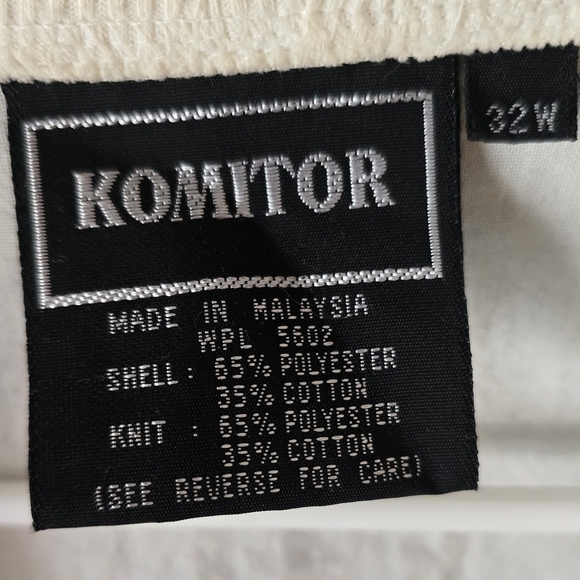 KOMITOR
32W
MADE IN MALAYSIA
WPL 5602
SHELL: 65% POLYESTER
35% COTTON
KNIT : 65% POLYESTER
35% COTTON
(SEE REVERSE FOR CARE)